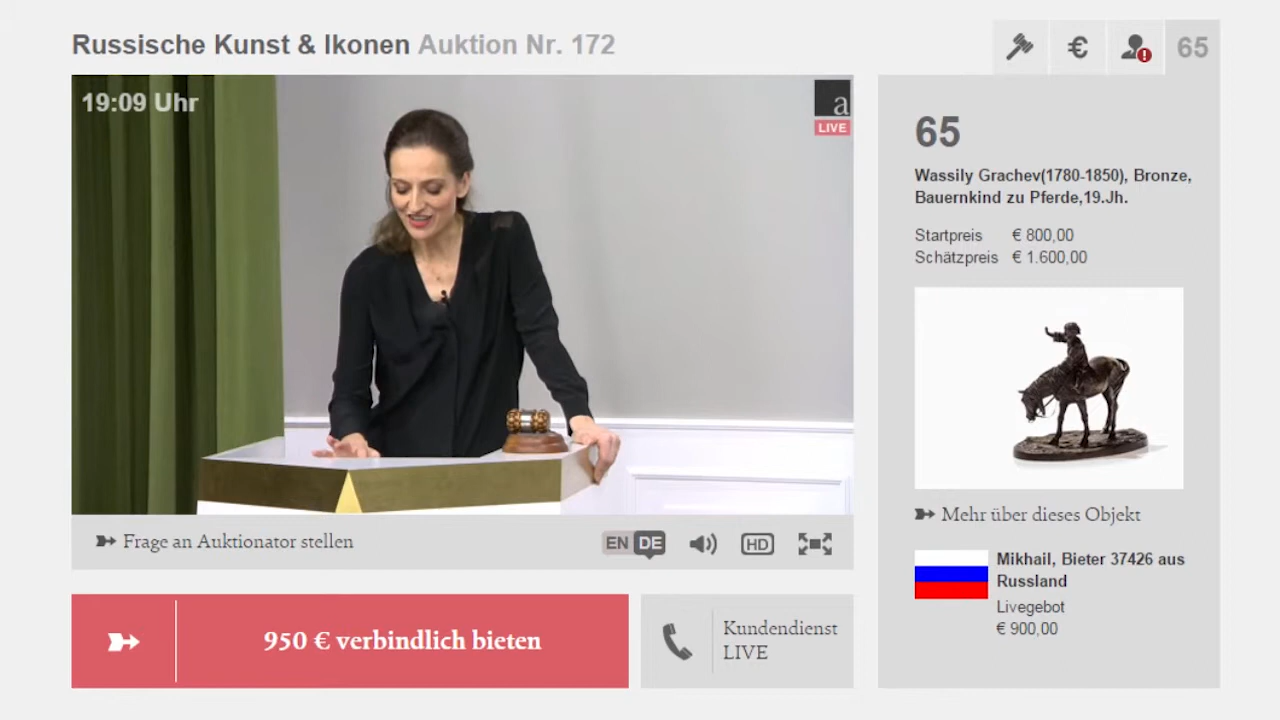 Russische Kunst & Ikonen Auktion Nr. 172
€
65
19:09 Uhr
a
LIVE
65
Wassily Grachev(1780-1850), Bronze,
Bauernkind zu Pferde,19.Jh.
Startpreis € 800,00
Schätzpreis € 1.600,00
Mehr über dieses Objekt
Frage an Auktionator stellen
EN DE
HD
Mikhail, Bieter 37426 aus
Russland
Livegebot
€ 900,00
950 € verbindlich bieten
Kundendienst
LIVE